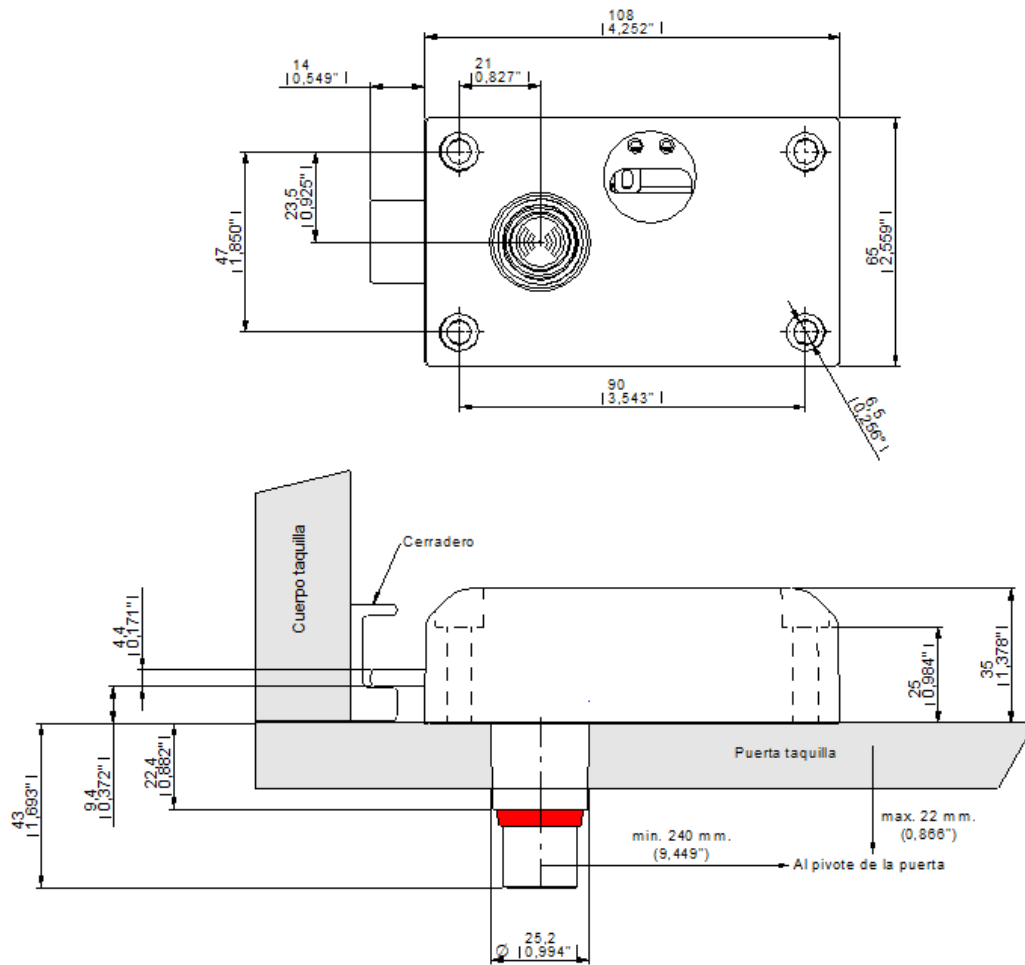 108
| 4,252" |
14
| 0,549" |
21
| 0,827" |
23,5
| 0,925" |
47
| 1,850" |
65
| 2,559" |
90
| 3,543" |
6,5
| 0,256" |
Cuerpo taquilla
Cerradero
4,4
| 0,171" |
25
| 0,984" |
35
| 1,378" |
Puerta taquilla
22,4
| 0,882" |
9,4
| 0,372" |
43
| 1,693" |
max. 22 mm.
(0,866")
min. 240 mm.
(9,449")
Al pivote de la puerta
25,2
Ø | 0,994" |